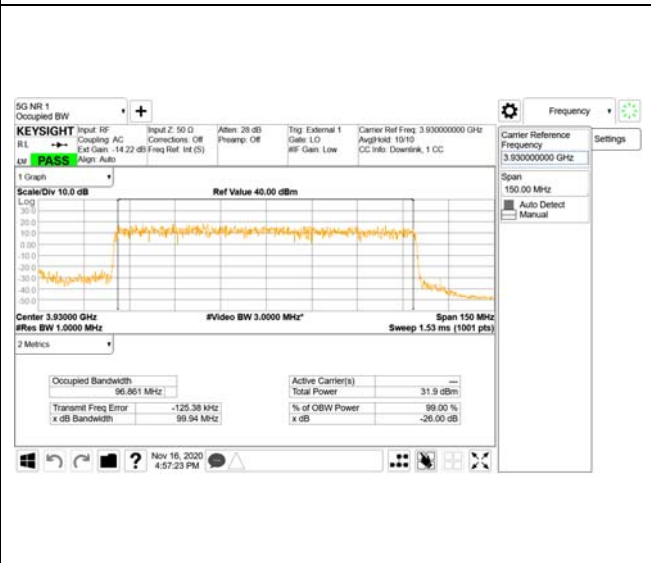 5G NR 1
Occupied BW
Frequency
KEYSIGHT
Input: RF
Coupling: AC
Ext Gain: -14.22 dB
Align: Auto
Input Z: 50 Ω
Corrections: Off
Freq Ref: Int (S)
Atten: 28 dB
Preamp: Off
Trig: External 1
Gate: LO
#IF Gain: Low
Carrier Ref Freq: 3.930000000 GHz
Avg|Hold: 10/10
CC Info: Downlink, 1 CC
RL
PASS
Carrier Reference
Frequency
3.930000000 GHz
Settings
Span
150.00 MHz
Auto Detect
Manual
1 Graph
Scale/Div 10.0 dB
Ref Value 40.00 dBm
Log
30.0
20.0
10.0
0.00
-10.0
-20.0
-30.0
-40.0
-50.0
Center 3.93000 GHz
#Video BW 3.0000 MHz*
Span 150 MHz
#Res BW 1.0000 MHz
Sweep 1.53 ms (1001 pts)
2 Metrics
Occupied Bandwidth
96.861 MHz
Active Carrier(s)
---
Total Power
31.9 dBm
Transmit Freq Error
-125.38 kHz
% of OBW Power
99.00 %
x dB Bandwidth
99.94 MHz
x dB
-26.00 dB
Nov 16, 2020
4:57:23 PM